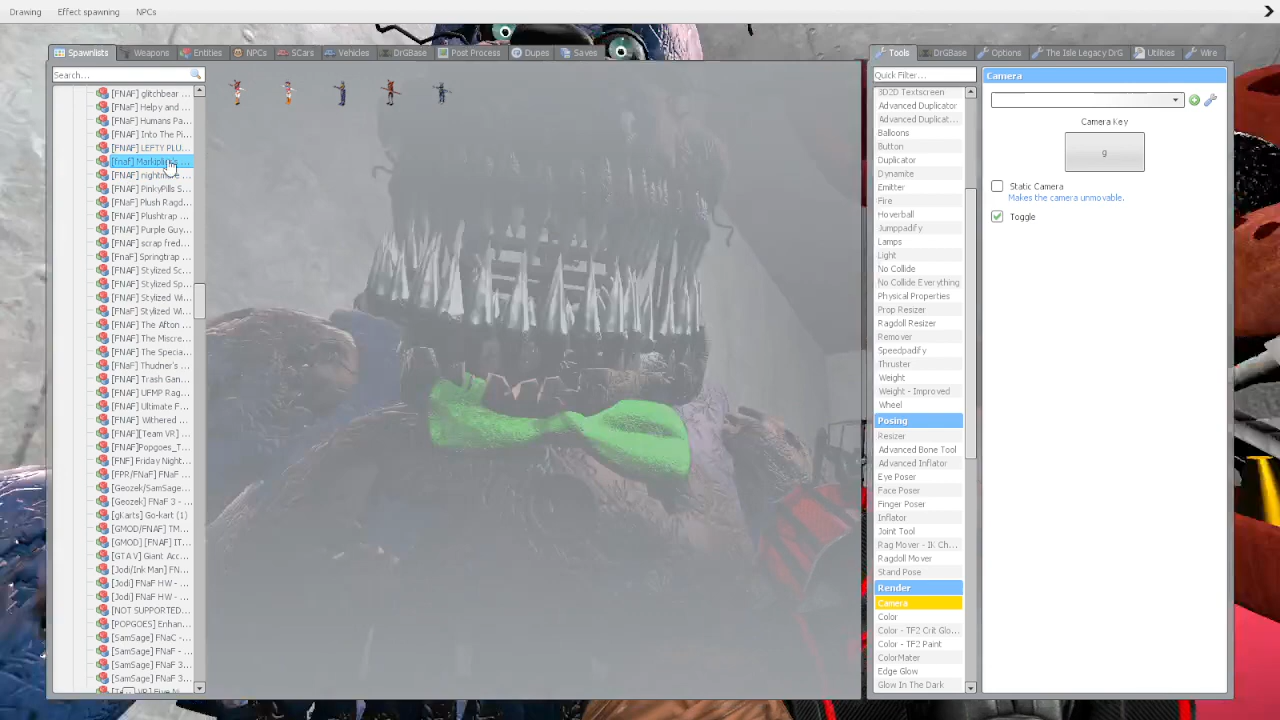 Drawing Effect spawning NPCs
Spawnlists Weapons Entities NPCs SCars Vehicles DrGBase Post Process Dupes Saves
Search...
[FNAF] glitchbear ...
[FNaF] Helpy and ...
[FNAF] Humans Pa...
[FNAF] Into The Pi...
[FNAF] LEFTY PLU...
[fnaf] Markiplier's ...
[FNAF] nightmare ...
[FNAF] PinkyPills S...
[FNAF] Plush Ragd...
[FNAF] Plushtrap ...
[FNAF] Purple Guy...
[FNAF] scrap fred...
[FNaF] Springtrap ...
[FNAF] Stylized Sc...
[FNAF] Stylized Sp...
[FNAF] Stylized Wi...
[FNaF] Stylized Wi...
[FNAF] The Afton ...
[FNAF] The Miscre...
[FNAF] The Specia...
[FNAF] Thudner's ...
[FNAF] Trash Gan...
[FNAF] UFMP Rag...
[FNAF] Ultimate F...
[FNAF] Withered ...
[FNAF][Team VR] ...
[FNAF]Popgoes_T...
[FNF] Friday Night...
[FPR/FNaF] FNaF ...
[Geozek/SamSage...
[Geozek] FNaF 3 - ...
[gKarts] Go-kart (1)
[GMOD/FNAF] TM...
[GMOD] [FNAF] IT...
[GTA V] Giant Acc...
[Jodi/Ink Man] FN...
[Jodi] FNaF HW - ...
[Jodi] FNaF HW - ...
[NOT SUPPORTED...
[POPGOES] Enhan...
[SamSage] FNaC - ...
[SamSage] FNaF - ...
[SamSage] FNaF 3...
[SamSage] FNaF 3...
Tools DrGBase Options The Isle Legacy DrG Utilities Wire
Quick Filter...
3D2D Textscreen
Advanced Duplicator
Advanced Duplicat...
Balloons
Button
Duplicator
Dynamite
Emitter
Fire
Hoverball
Jumppadify
Lamps
Light
No Collide
No Collide Everything
Physical Properties
Prop Resizer
Ragdoll Resizer
Remover
Speedpadify
Thruster
Weight
Weight - Improved
Wheel
Posing
Resizer
Advanced Bone Tool
Advanced Inflator
Eye Poser
Face Poser
Finger Poser
Inflator
Joint Tool
Rag Mover - IK Ch...
Ragdoll Mover
Stand Pose
Render
Camera
Color
Color - TF2 Crit Glo...
Color - TF2 Paint
ColorMater
Edge Glow
Glow In The Dark
Camera
Camera Key
g
Static Camera
Makes the camera unmovable.
Toggle